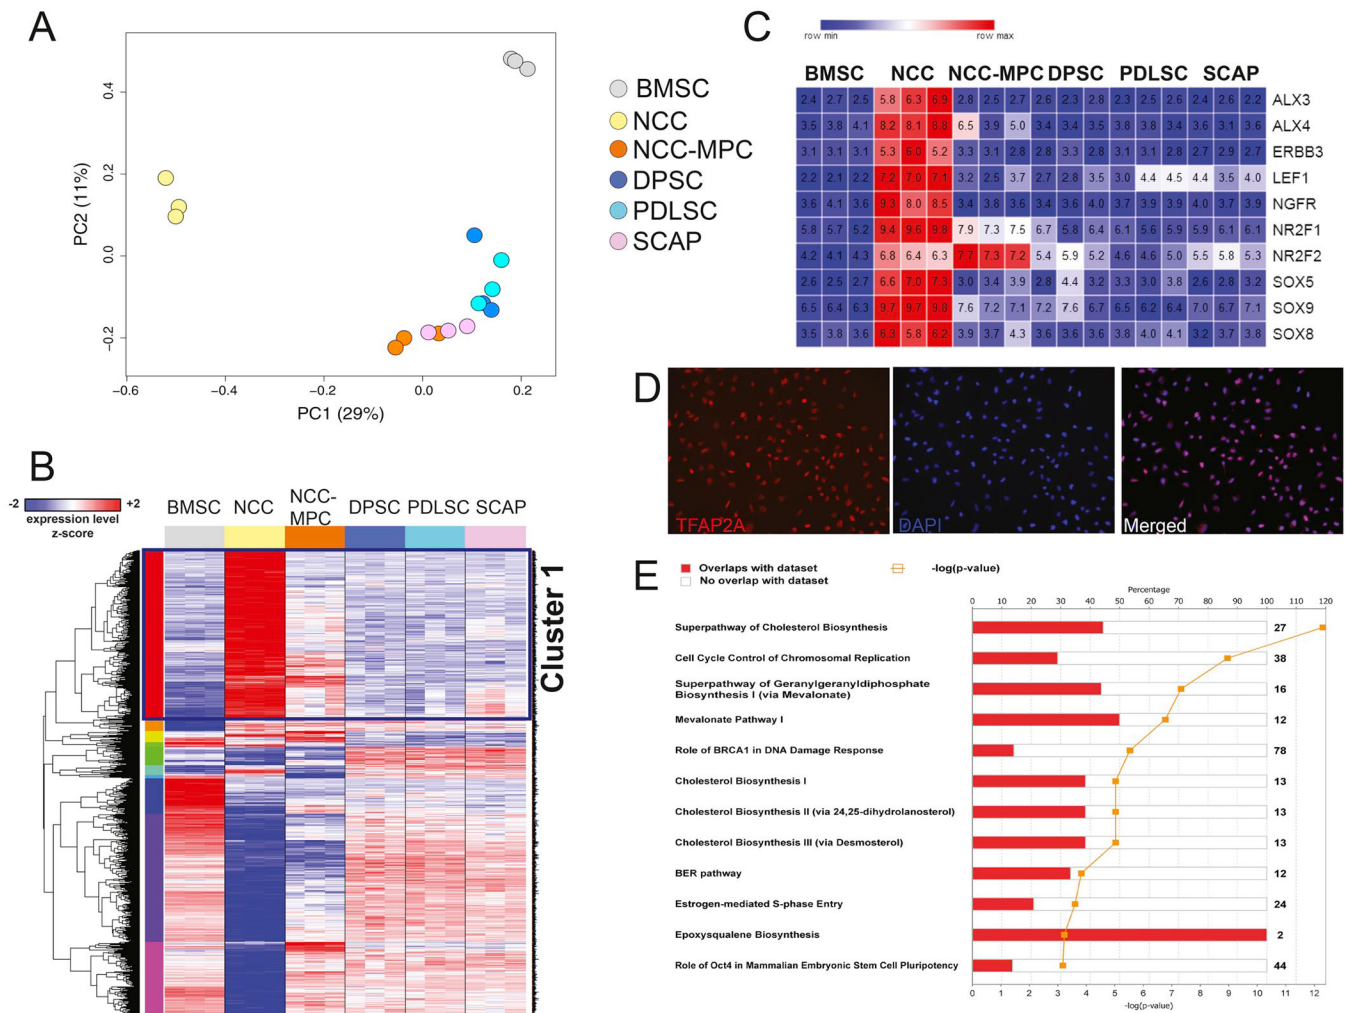 A
PC2 (11%)
0.4
0.2
0.0
−0.2
−0.6
−0.4
−0.2
0.0
0.2
PC1 (29%)
BMSC
NCC
NCC-MPC
DPSC
PDLSC
SCAP
B
-2
+2
expression level
z-score
BMSC NCC NCC-MPC DPSC PDLSC SCAP
Cluster 1
C
row min row max
BMSC NCC NCC-MPC DPSC PDLSC SCAP
2.4 2.7 2.5 5.8 6.3 6.9 2.8 2.5 2.7 2.6 2.3 2.8 2.3 2.5 2.6 2.4 2.6 2.2 ALX3
3.5 3.8 4.1 8.2 8.1 8.8 6.5 3.9 5.0 3.4 3.4 3.5 3.8 3.8 3.4 3.6 3.1 3.6 ALX4
3.1 3.1 3.1 5.3 6.0 5.2 3.3 3.1 2.8 2.8 3.3 2.8 3.1 3.1 2.8 2.7 2.9 2.7 ERBB3
2.2 2.1 2.2 7.2 7.0 7.1 3.2 2.5 3.7 2.7 2.8 3.5 3.0 4.4 4.5 4.4 3.5 4.0 LEF1
3.6 4.1 3.6 9.3 8.0 8.5 3.4 3.8 3.6 3.4 3.6 4.0 3.7 3.9 3.9 4.0 3.7 3.9 NGFR
5.8 5.7 5.2 9.4 9.6 9.8 7.9 7.3 7.5 6.7 5.8 6.4 6.1 5.6 5.6 5.9 6.1 6.1 NR2F1
4.2 4.1 4.3 6.8 6.4 6.3 7.7 7.3 7.2 5.4 5.9 5.2 4.6 4.6 5.0 5.5 5.8 5.3 NR2F2
2.6 2.5 2.7 6.6 7.0 7.3 3.0 3.4 3.9 2.8 4.4 3.2 3.3 3.0 3.8 2.5 2.8 3.2 SOX5
6.5 6.4 6.3 9.7 9.7 9.8 7.6 7.2 7.1 7.2 7.6 6.7 6.5 6.2 6.4 7.0 6.7 7.1 SOX9
3.5 3.8 3.6 6.3 5.8 6.2 3.9 3.7 4.3 3.6 3.6 3.6 3.8 4.0 4.1 3.2 3.7 3.8 SOX8
D
TFAP2A
DAPI
Merged
E
Overlaps with dataset
No overlap with dataset
-log(p-value)
Percentage
0 10 20 30 40 50 60 70 80 90 100 110 120
Superpathway of Cholesterol Biosynthesis 27
Cell Cycle Control of Chromosomal Replication 38
Superpathway of Geranylgeranyldiphosphate
Biosynthesis I (via Mevalonate) 16
Mevalonate Pathway I 12
Role of BRCA1 in DNA Damage Response 78
Cholesterol Biosynthesis I 13
Cholesterol Biosynthesis II (via 24,25-dihydrolanosterol) 13
Cholesterol Biosynthesis III (via Desmosterol) 13
BER pathway 12
Estrogen-mediated S-phase Entry 24
Epoxysqualene Biosynthesis 2
Role of Oct4 in Mammalian Embryonic Stem Cell Pluripotency 44
0 1 2 3 4 5 6 7 8 9 10 11 12
-log(p-value)